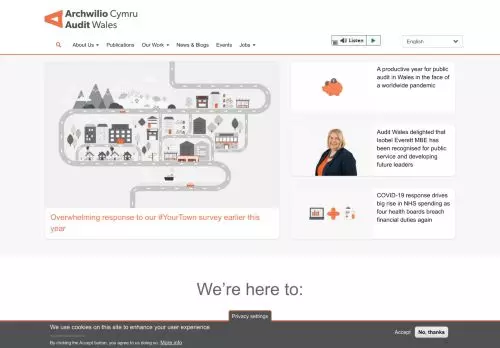 Archwilio Cymru
Audit Wales
About Us
Publications
Our Work
News & Blogs
Events
Jobs
Listen
English
Overwhelming response to our #YourTown survey earlier this
year
A productive year for public
audit in Wales in the face of
a worldwide pandemic
Audit Wales delighted that
Isobel Everett MBE has
been recognised for public
service and developing
future leaders
COVID-19 response drives
big rise in NHS spending as
four health boards breach
financial duties again
We're here to:
Privacy settings
We use cookies on this site to enhance your user experience
By clicking the Accept button, you agree to us doing so. More info
Accept
No, thanks